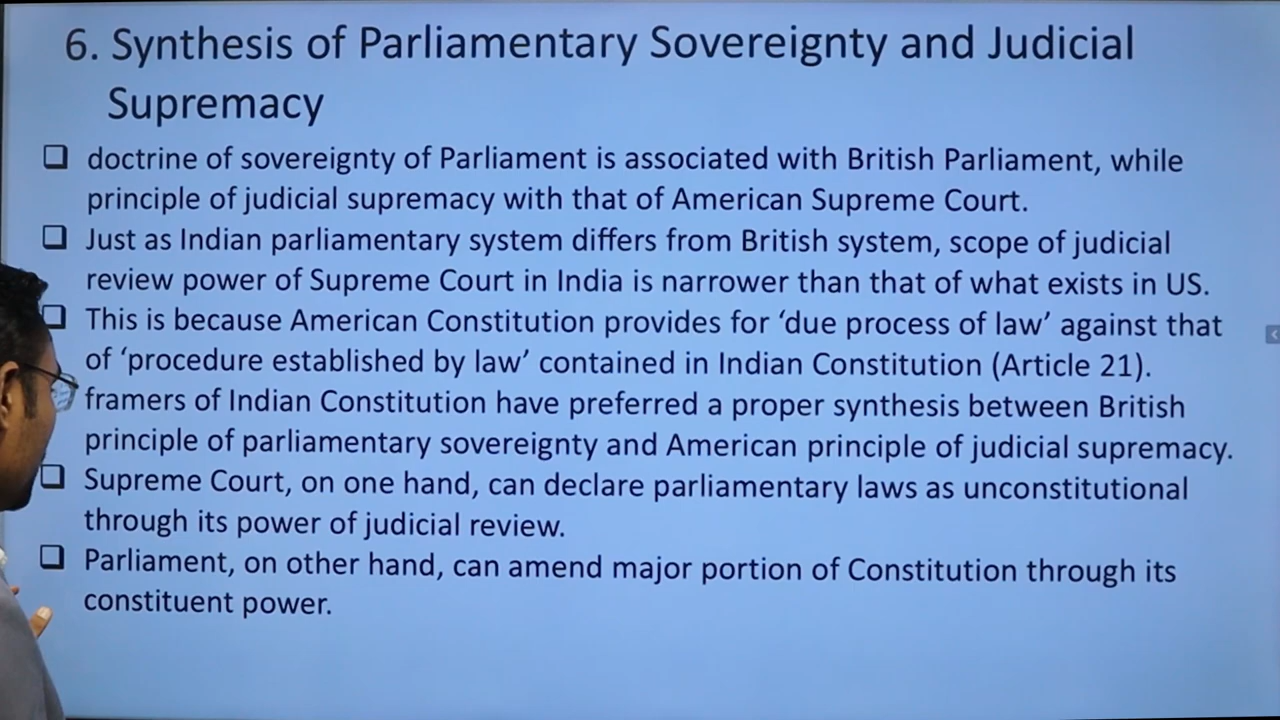 6. Synthesis of Parliamentary Sovereignty and Judicial
Supremacy
❑ doctrine of sovereignty of Parliament is associated with British Parliament, while
principle of judicial supremacy with that of American Supreme Court.
❑ Just as Indian parliamentary system differs from British system, scope of judicial
review power of Supreme Court in India is narrower than that of what exists in US.
❑ This is because American Constitution provides for ‘due process of law’ against that
of ‘procedure established by law’ contained in Indian Constitution (Article 21).
framers of Indian Constitution have preferred a proper synthesis between British
principle of parliamentary sovereignty and American principle of judicial supremacy.
❑ Supreme Court, on one hand, can declare parliamentary laws as unconstitutional
through its power of judicial review.
❑ Parliament, on other hand, can amend major portion of Constitution through its
constituent power.